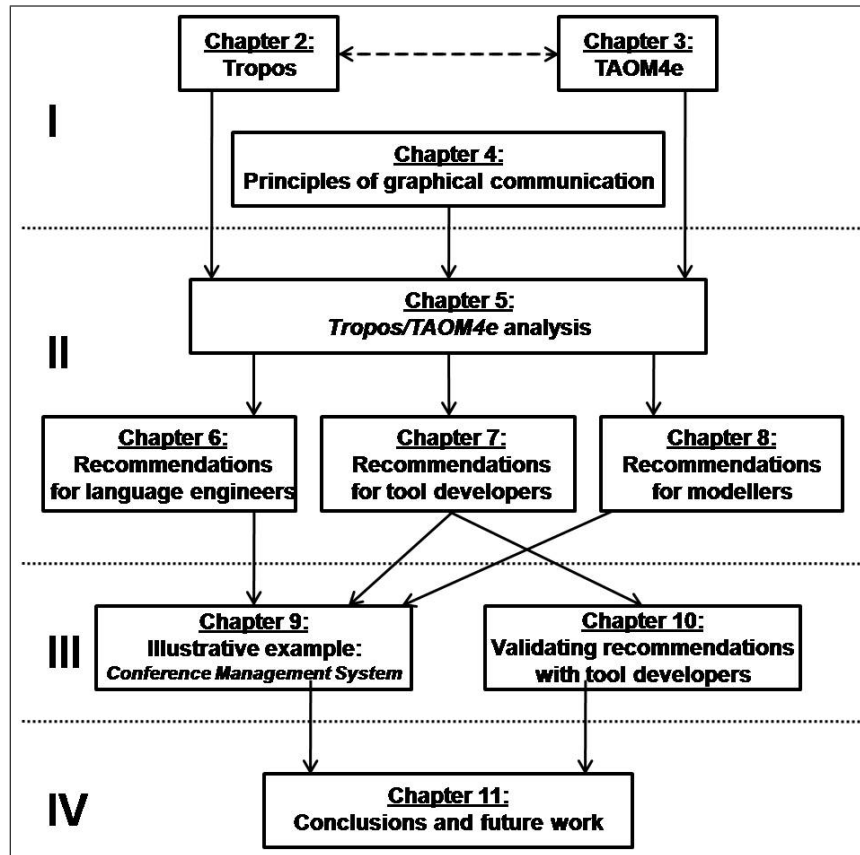 Chapter 2:
Tropos
Chapter 3:
TAOM4e
I
Chapter 4:
Principles of graphical communication
Chapter 5:
Tropos/TAOM4e analysis
II
Chapter 6:
Recommendations
for language engineers
Chapter 7:
Recommendations
for tool developers
Chapter 8:
Recommendations
for modellers
III
Chapter 9:
Illustrative example:
Conference Management System
Chapter 10:
Validating recommendations
with tool developers
IV
Chapter 11:
Conclusions and future work